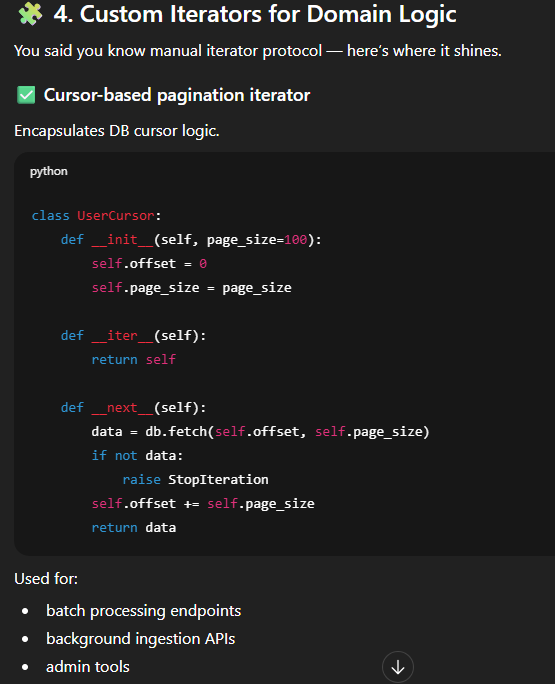 🧩 4. Custom Iterators for Domain Logic
You said you know manual iterator protocol — here's where it shines.
✅ Cursor-based pagination iterator
Encapsulates DB cursor logic.
python
class UserCursor:
    def __init__(self, page_size=100):
        self.offset = 0
        self.page_size = page_size

    def __iter__(self):
        return self

    def __next__(self):
        data = db.fetch(self.offset, self.page_size)
        if not data:
            raise StopIteration
        self.offset += self.page_size
        return data
Used for:
• batch processing endpoints
• background ingestion APIs
• admin tools